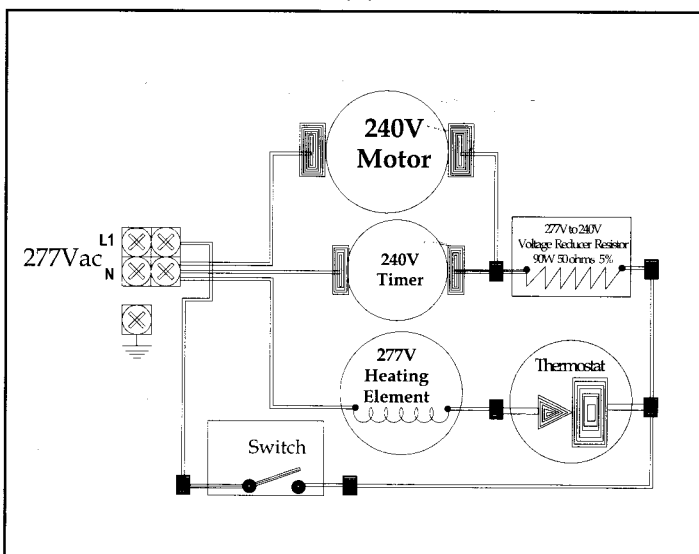 240V
Motor
277Vac
L1
N
240V
Timer
277V to 240V
Voltage Reducer Resistor
90W 50 ohms 5%
277V
Heating
Element
Thermostat
Switch